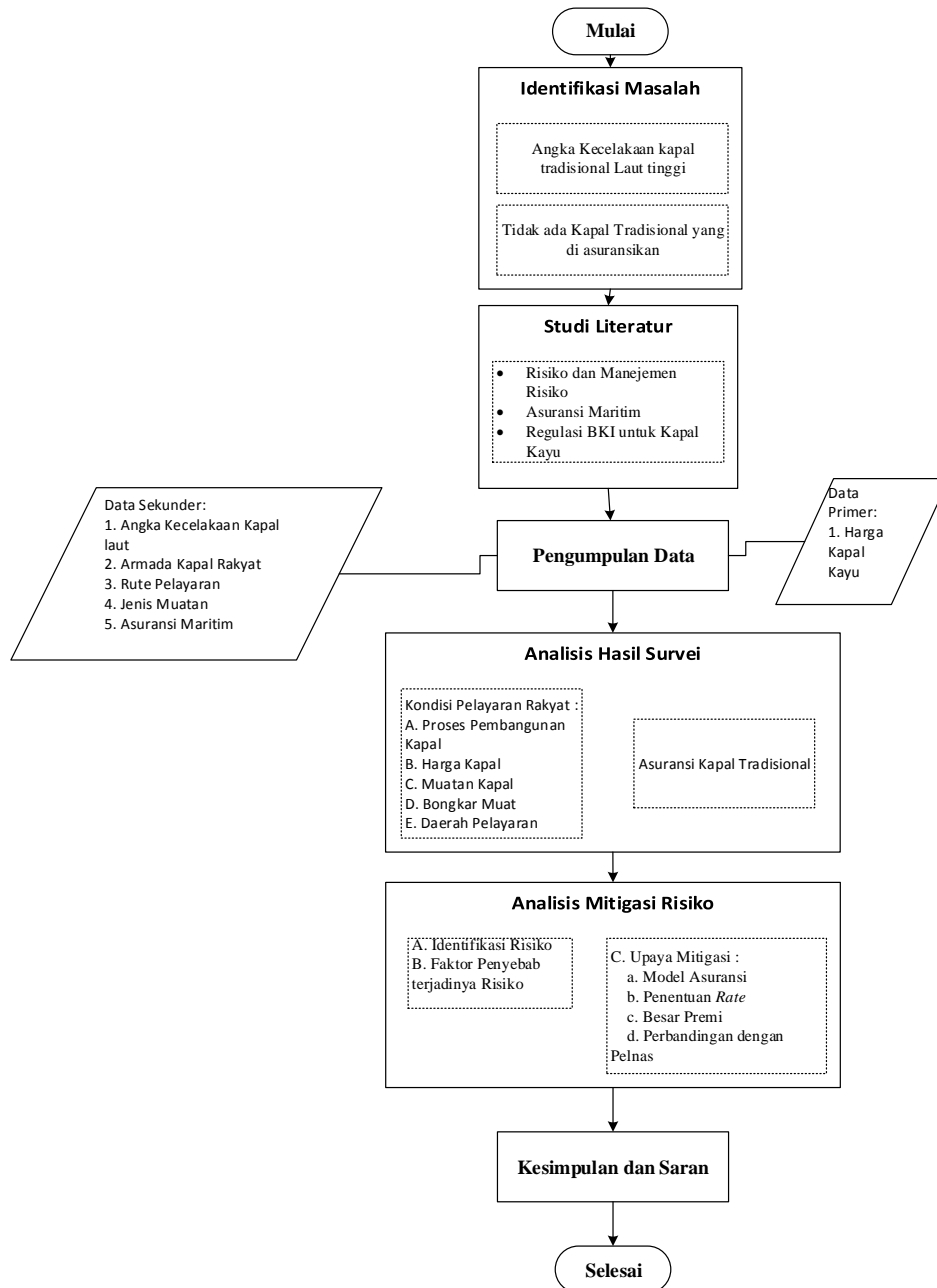 Mulai
Identifikasi Masalah
Angka Kecelakaan kapal
tradisional Laut tinggi
Tidak ada Kapal Tradisional yang
di asuransikan
Studi Literatur
• Risiko dan Manejemen
Risiko
• Asuransi Maritim
• Regulasi BKI untuk Kapal
Kayu
Data Sekunder:
1. Angka Kecelakaan Kapal
laut
2. Armada Kapal Rakyat
3. Rute Pelayaran
4. Jenis Muatan
5. Asuransi Maritim
Pengumpulan Data
Data
Primer:
1. Harga
Kapal
Kayu
Analisis Hasil Survei
Kondisi Pelayaran Rakyat :
A. Proses Pembangunan
Kapal
B. Harga Kapal
C. Muatan Kapal
D. Bongkar Muat
E. Daerah Pelayaran
Asuransi Kapal Tradisional
Analisis Mitigasi Risiko
A. Identifikasi Risiko
B. Faktor Penyebab
terjadinya Risiko
C. Upaya Mitigasi :
a. Model Asuransi
b. Penentuan Rate
c. Besar Premi
d. Perbandingan dengan
Pelnas
Kesimpulan dan Saran
Selesai